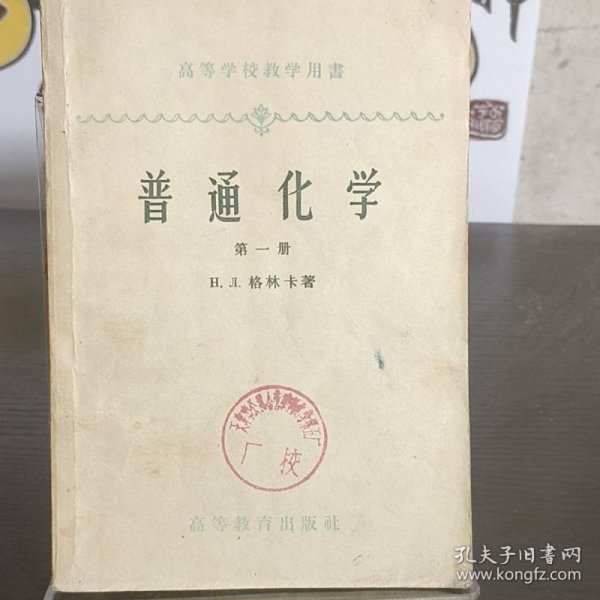 高等学校教学用書
普通化学
第一册
Н. Л. 格林卡著
厂校
高等教育出版社
孔夫子旧书网
www.kongfz.com